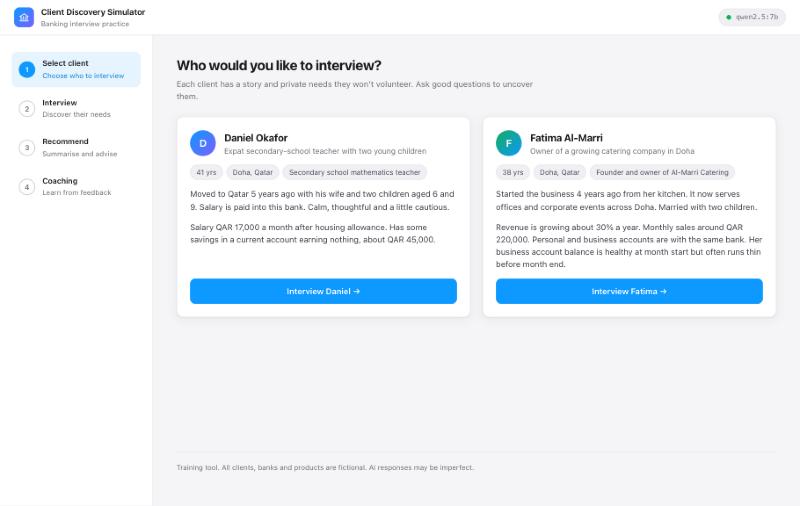 Client Discovery Simulator
Banking interview practice
qwen2.5:7b
1
Select client
Choose who to interview
2
Interview
Discover their needs
3
Recommend
Summarise and advise
4
Coaching
Learn from feedback
Who would you like to interview?
Each client has a story and private needs they won't volunteer. Ask good questions to uncover
them.
D
Daniel Okafor
Expat secondary-school teacher with two young children
41 yrs
Doha, Qatar
Secondary school mathematics teacher
Moved to Qatar 5 years ago with his wife and two children aged 6 and
9. Salary is paid into this bank. Calm, thoughtful and a little cautious.
Salary QAR 17,000 a month after housing allowance. Has some
savings in a current account earning nothing, about QAR 45,000.
Interview Daniel →
F
Fatima Al-Marri
Owner of a growing catering company in Doha
38 yrs
Doha, Qatar
Founder and owner of Al-Marri Catering
Started the business 4 years ago from her kitchen. It now serves
offices and corporate events across Doha. Married with two children.
Revenue is growing about 30% a year. Monthly sales around QAR
220,000. Personal and business accounts are with the same bank. Her
business account balance is healthy at month start but often runs thin
before month end.
Interview Fatima →
Training tool. All clients, banks and products are fictional. AI responses may be imperfect.